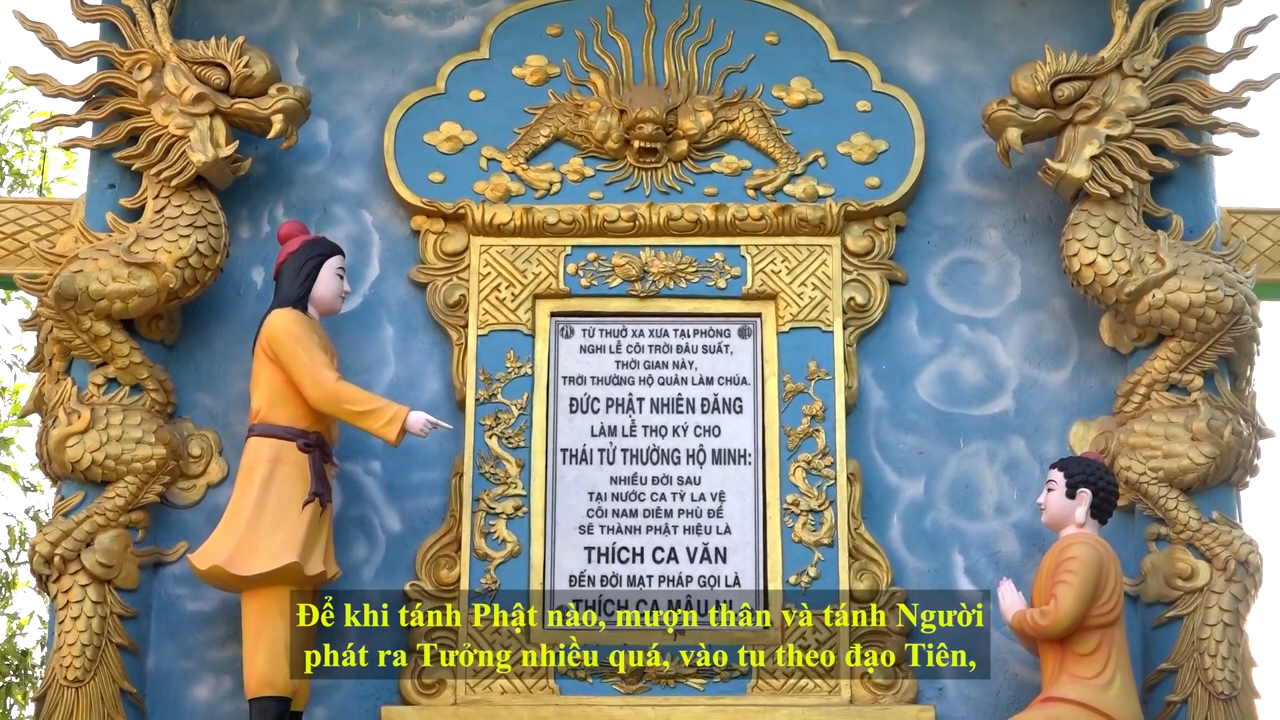 TỪ THUỞ XA XƯA TẠI PHÒNG
NGHI LỄ CÕI TRỜI ĐÂU SUẤT,
THỜI GIAN NÀY,
TRỜI THƯỜNG HỘ QUÂN LÀM CHÚA.
ĐỨC PHẬT NHIÊN ĐĂNG
LÀM LỄ THỌ KÝ CHO
THÁI TỬ THƯỜNG HỘ MINH:
NHIỀU ĐỜI SAU
TẠI NƯỚC CA TỲ LA VỆ
CÕI NAM DIÊM PHÙ ĐỀ
SẼ THÀNH PHẬT HIỆU LÀ
THÍCH CA VĂN
ĐẾN ĐỜI MẠT PHÁP GỌI LÀ
THÍCH CA MÂU NI
Để khi tánh Phật nào, mượn thân và tánh Người
phát ra Tưởng nhiều quá, vào tu theo đạo Tiên,